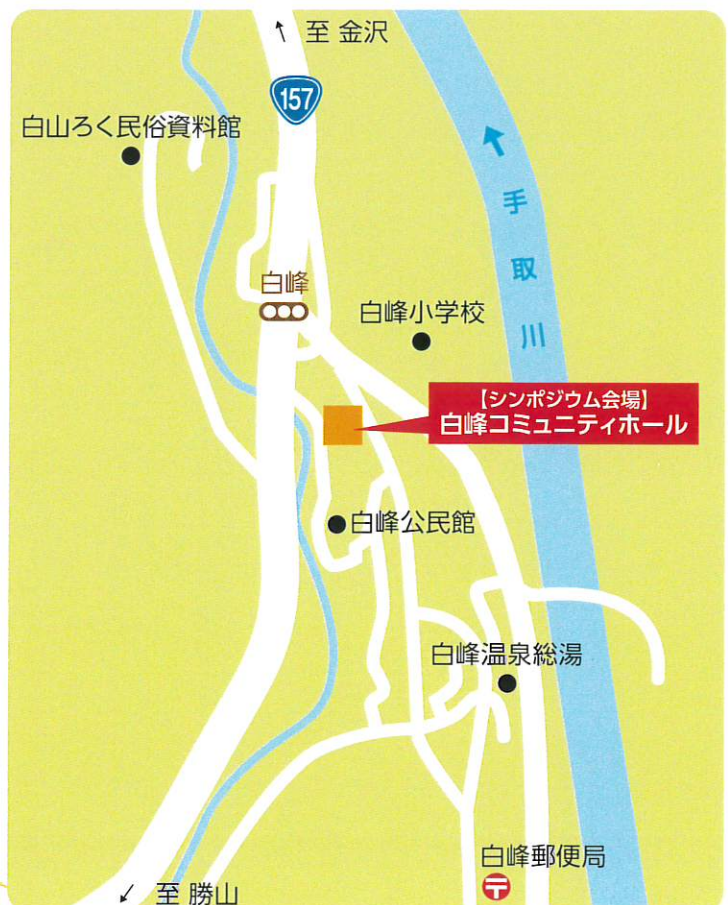 至 金沢
157
白山ろく民俗資料館
手取川
白峰
白峰小学校
【シンポジウム会場】
白峰コミュニティホール
白峰公民館
白峰温泉総湯
白峰郵便局
至 勝山